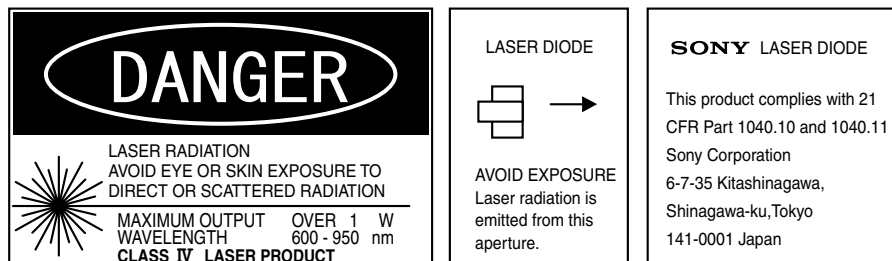 DANGER
LASER RADIATION
AVOID EYE OR SKIN EXPOSURE TO
DIRECT OR SCATTERED RADIATION
MAXIMUM OUTPUT OVER 1 W
WAVELENGTH 600 - 950 nm
CLASS IV LASER PRODUCT
LASER DIODE
AVOID EXPOSURE
Laser radiation is
emitted from this
aperture.
SONY LASER DIODE
This product complies with 21
CFR Part 1040.10 and 1040.11
Sony Corporation
6-7-35 Kitashinagawa,
Shinagawa-ku,Tokyo
141-0001 Japan